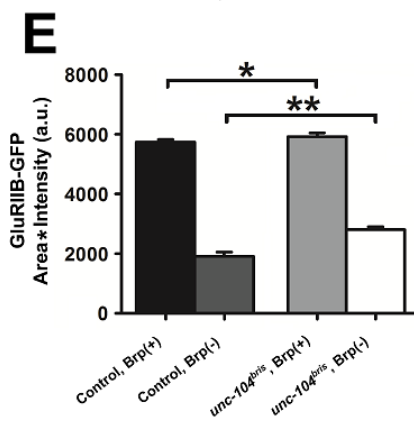 E
*
**
8000
6000
4000
2000
0
GluRIIB-GFP
Area*Intensity (a.u.)
Control, Brp(+)
Control, Brp(-)
unc-104bris, Brp(+)
unc-104bris, Brp(-)